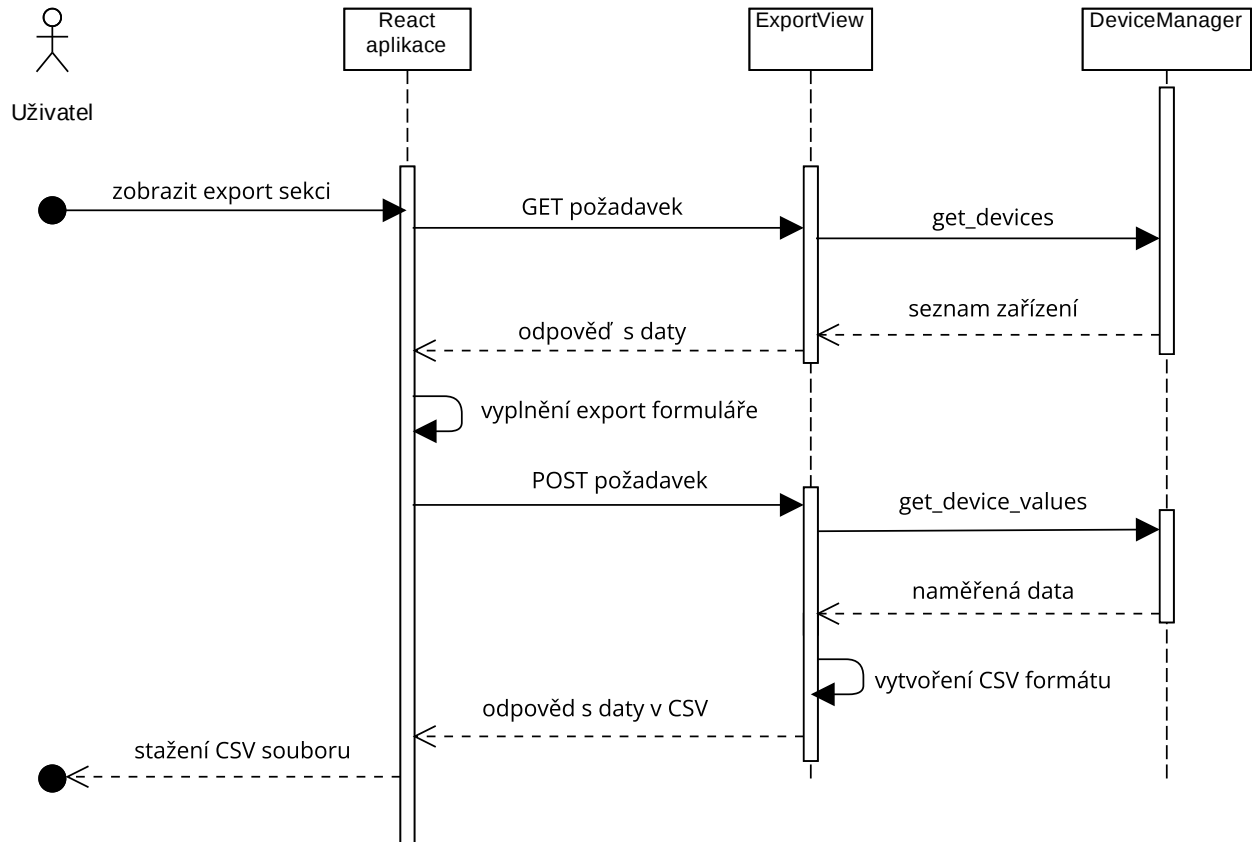 React
aplikace
ExportView
DeviceManager
Uživatel
zobrazit export sekci
GET požadavek
get_devices
seznam zařízení
odpověď  s daty
vyplnění export formuláře
POST požadavek
get_device_values
naměřená data
vytvoření CSV formátu
odpověd s daty v CSV
stažení CSV souboru